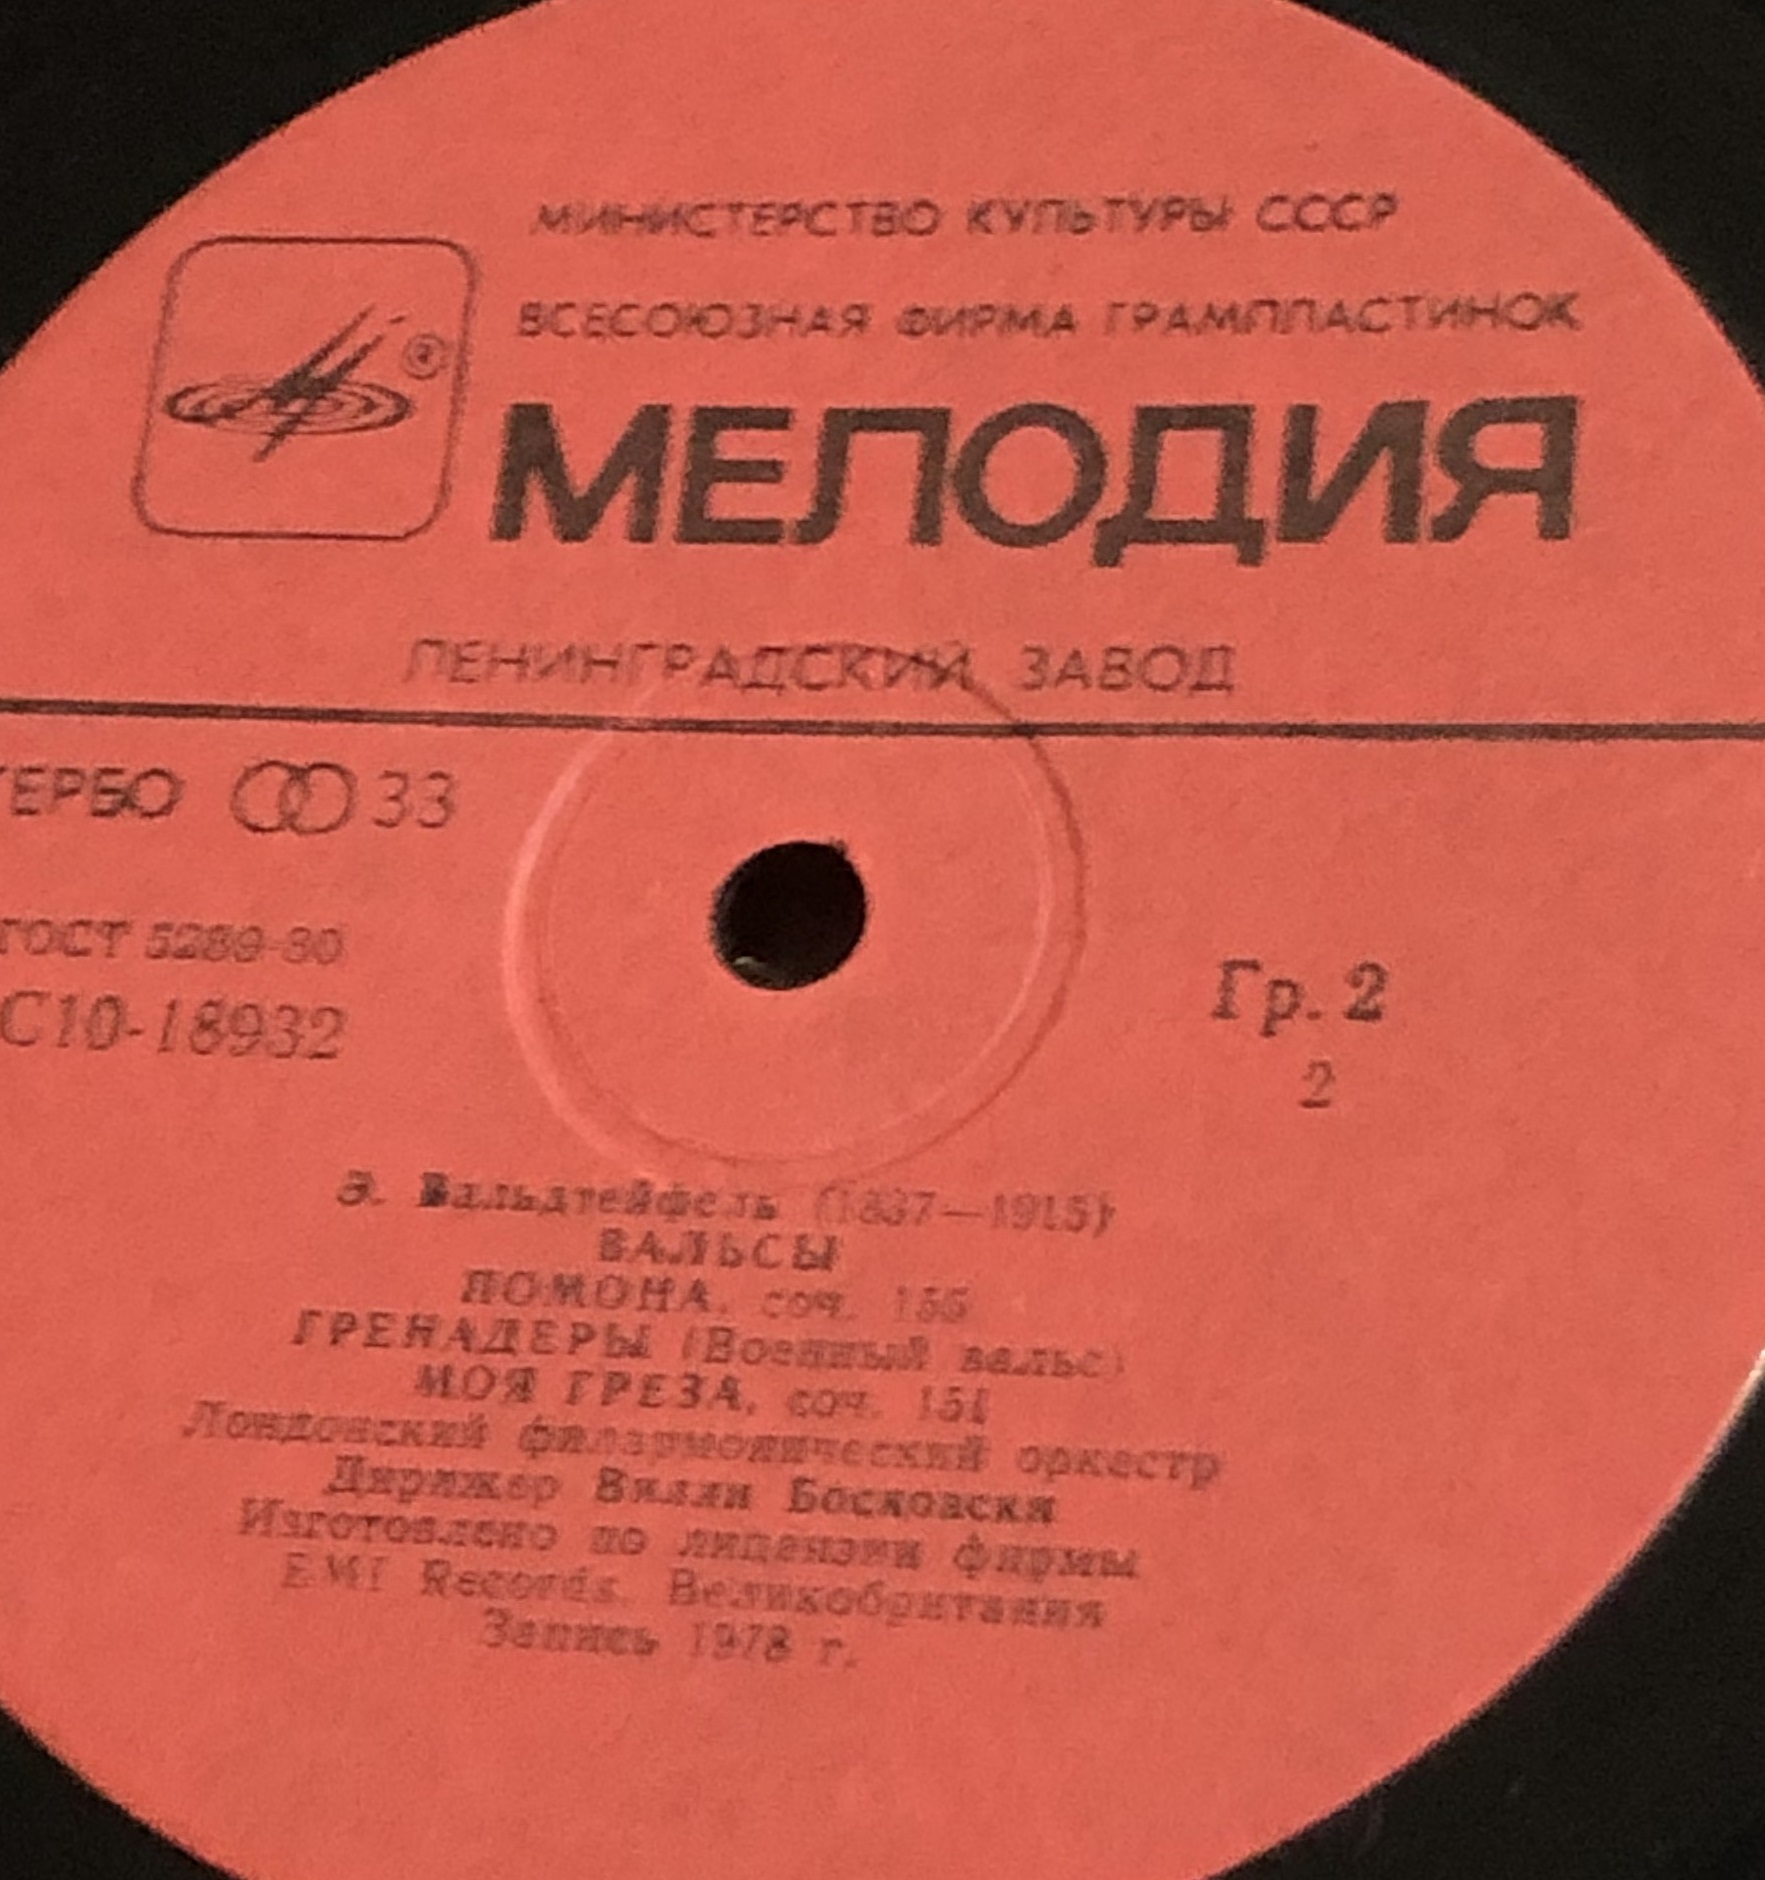 МИНИСТЕРСТВО КУЛЬТУРЫ СССР
ВСЕСОЮЗНАЯ ФИРМА ГРАМПЛАСТИНОК
МЕЛОДИЯ
ЛЕНИНГРАДСКИЙ ЗАВОД
ТЕРБО 33
ГОСТ 5289-80
С10-18932
Гр. 2
2
Э. Вальдтейфель (1837—1915)
ВАЛЬСЫ
ПОМОНА, соч. 155
ГРЕНАДЕРЫ (Военный вальс)
МОЯ ГРЕЗА, соч. 151
Лондонский филармонический оркестр
Дирижер Вилли Босковски
Изготовлено по лицензии фирмы
EMI Records, Великобритания
Запись 1978 г.